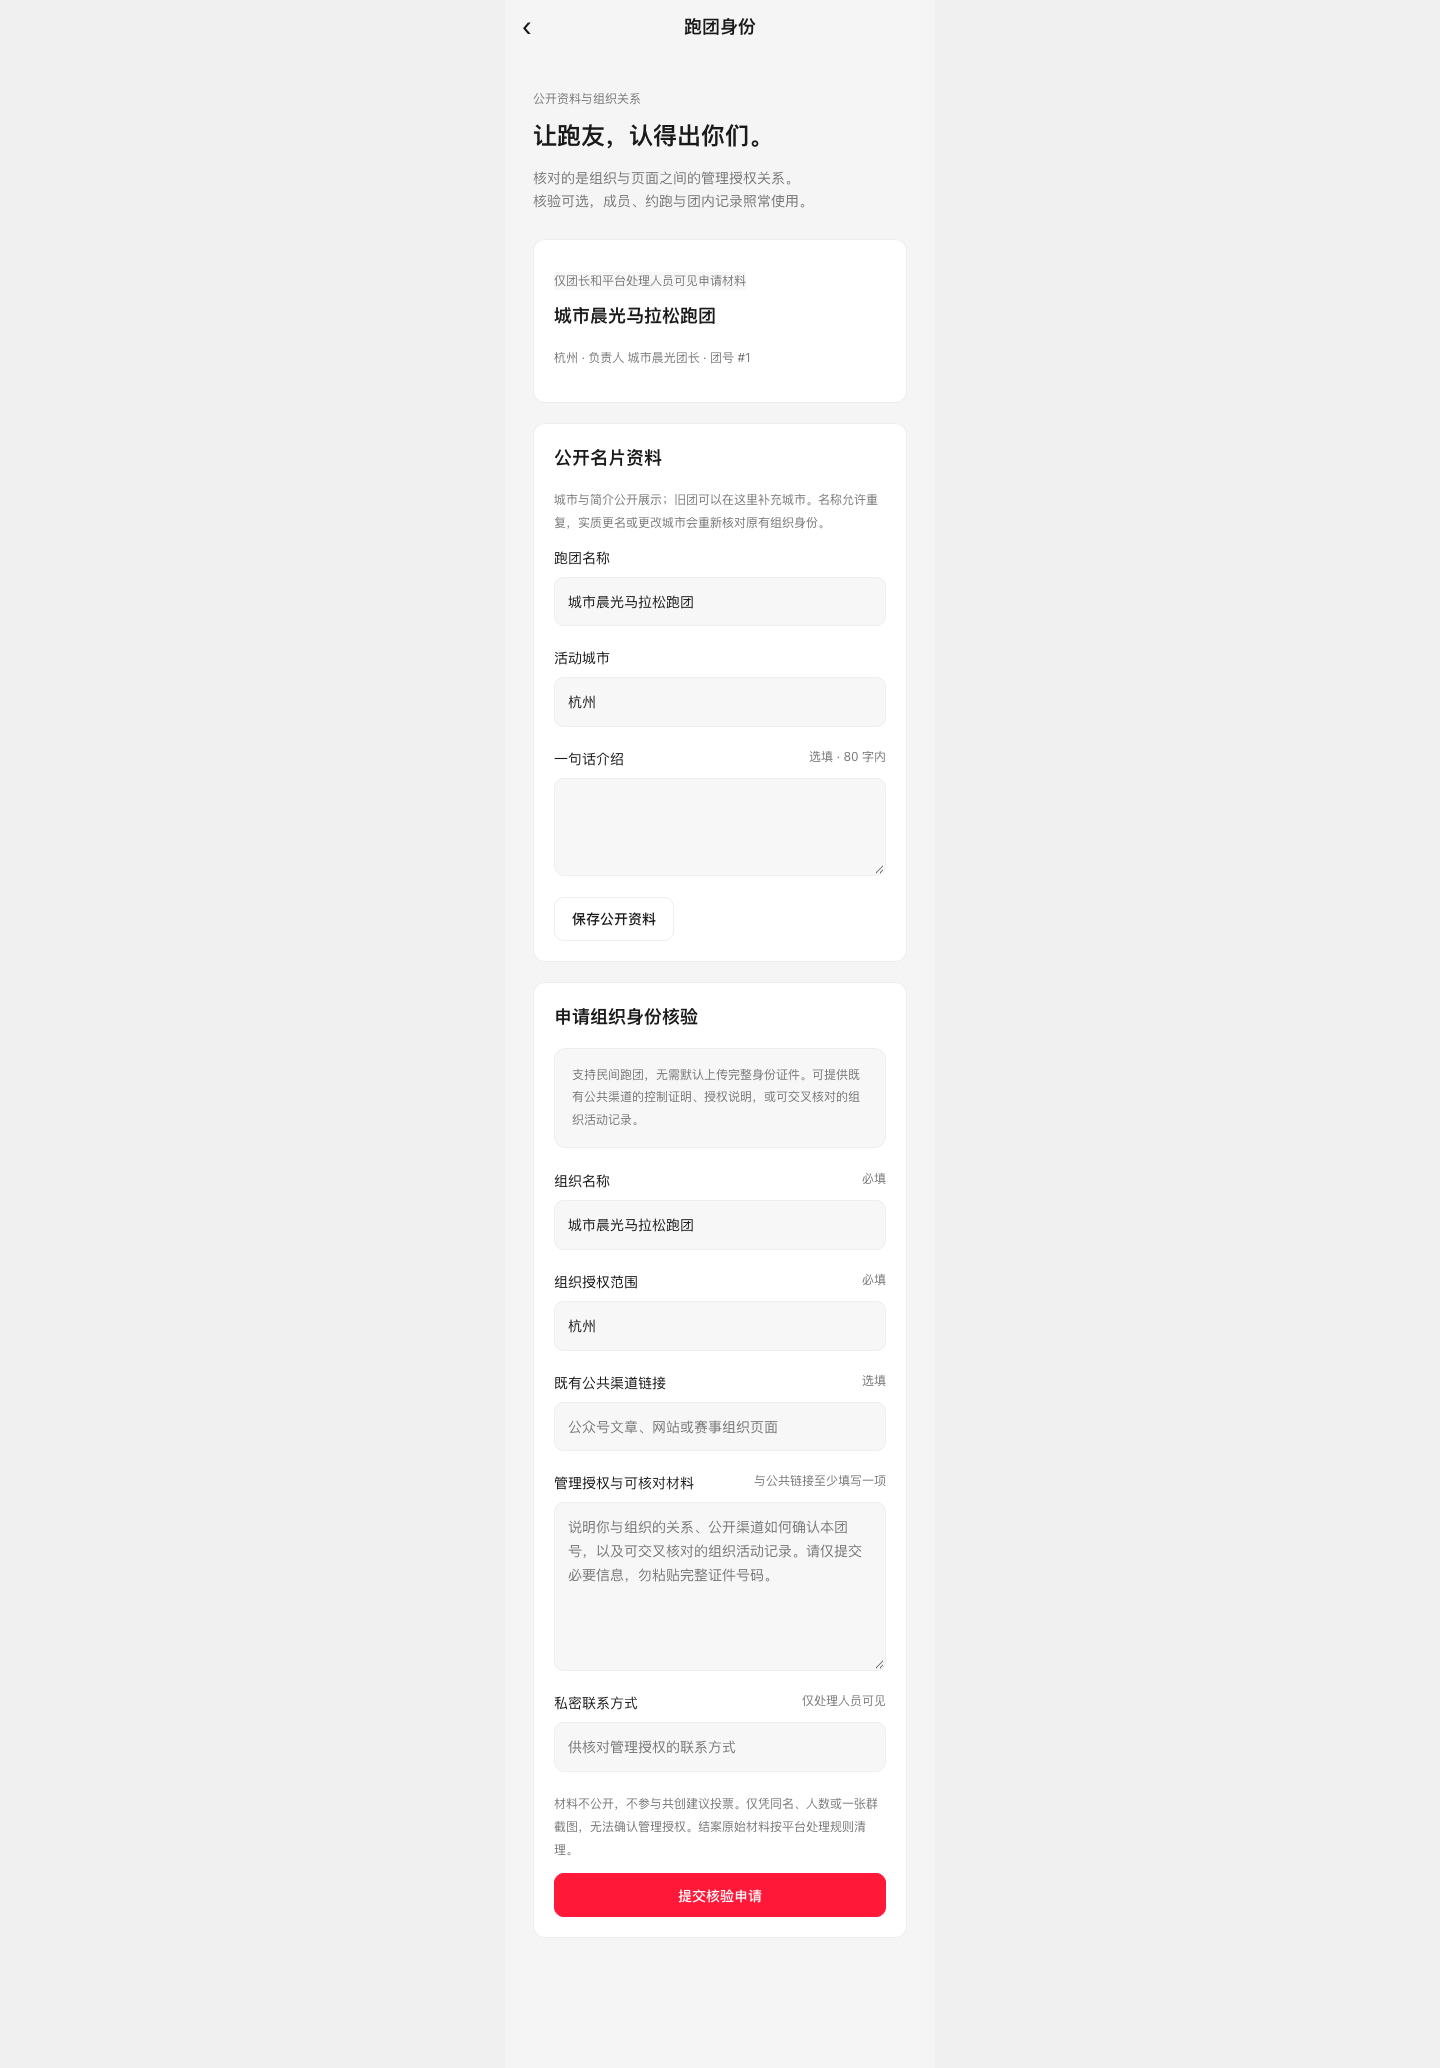 ‹
跑团身份
公开资料与组织关系
让跑友，认得出你们。
核对的是组织与页面之间的管理授权关系。
核验可选，成员、约跑与团内记录照常使用。
仅团长和平台处理人员可见申请材料
城市晨光马拉松跑团
杭州 · 负责人 城市晨光团长 · 团号 #1
公开名片资料
城市与简介公开展示；旧团可以在这里补充城市。名称允许重
复，实质更名或更改城市会重新核对原有组织身份。
跑团名称
城市晨光马拉松跑团
活动城市
杭州
一句话介绍
选填 · 80 字内
保存公开资料
申请组织身份核验
支持民间跑团，无需默认上传完整身份证件。可提供既
有公共渠道的控制证明、授权说明，或可交叉核对的组
织活动记录。
组织名称
必填
城市晨光马拉松跑团
组织授权范围
必填
杭州
既有公共渠道链接
选填
公众号文章、网站或赛事组织页面
管理授权与可核对材料
与公共链接至少填写一项
说明你与组织的关系、公开渠道如何确认本团
号，以及可交叉核对的组织活动记录。请仅提交
必要信息，勿粘贴完整证件号码。
私密联系方式
仅处理人员可见
供核对管理授权的联系方式
材料不公开，不参与共创建议投票。仅凭同名、人数或一张群
截图，无法确认管理授权。结案原始材料按平台处理规则清
理。
提交核验申请